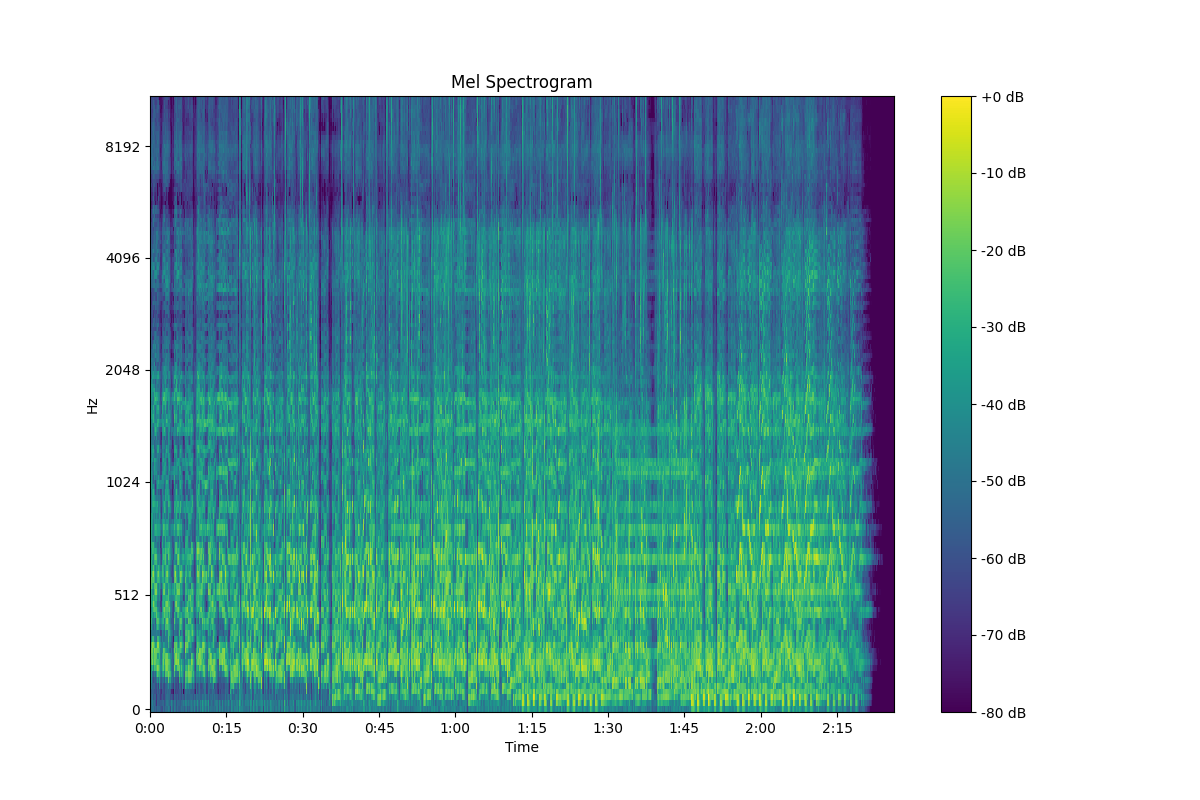 Mel Spectrogram
+0 dB
8192
-10 dB
-20 dB
4096
-30 dB
2048
Hz
-40 dB
1024
-50 dB
-60 dB
512
-70 dB
0
-80 dB
0:00 0:15 0:30 0:45 1:00 1:15 1:30 1:45 2:00 2:15
Time